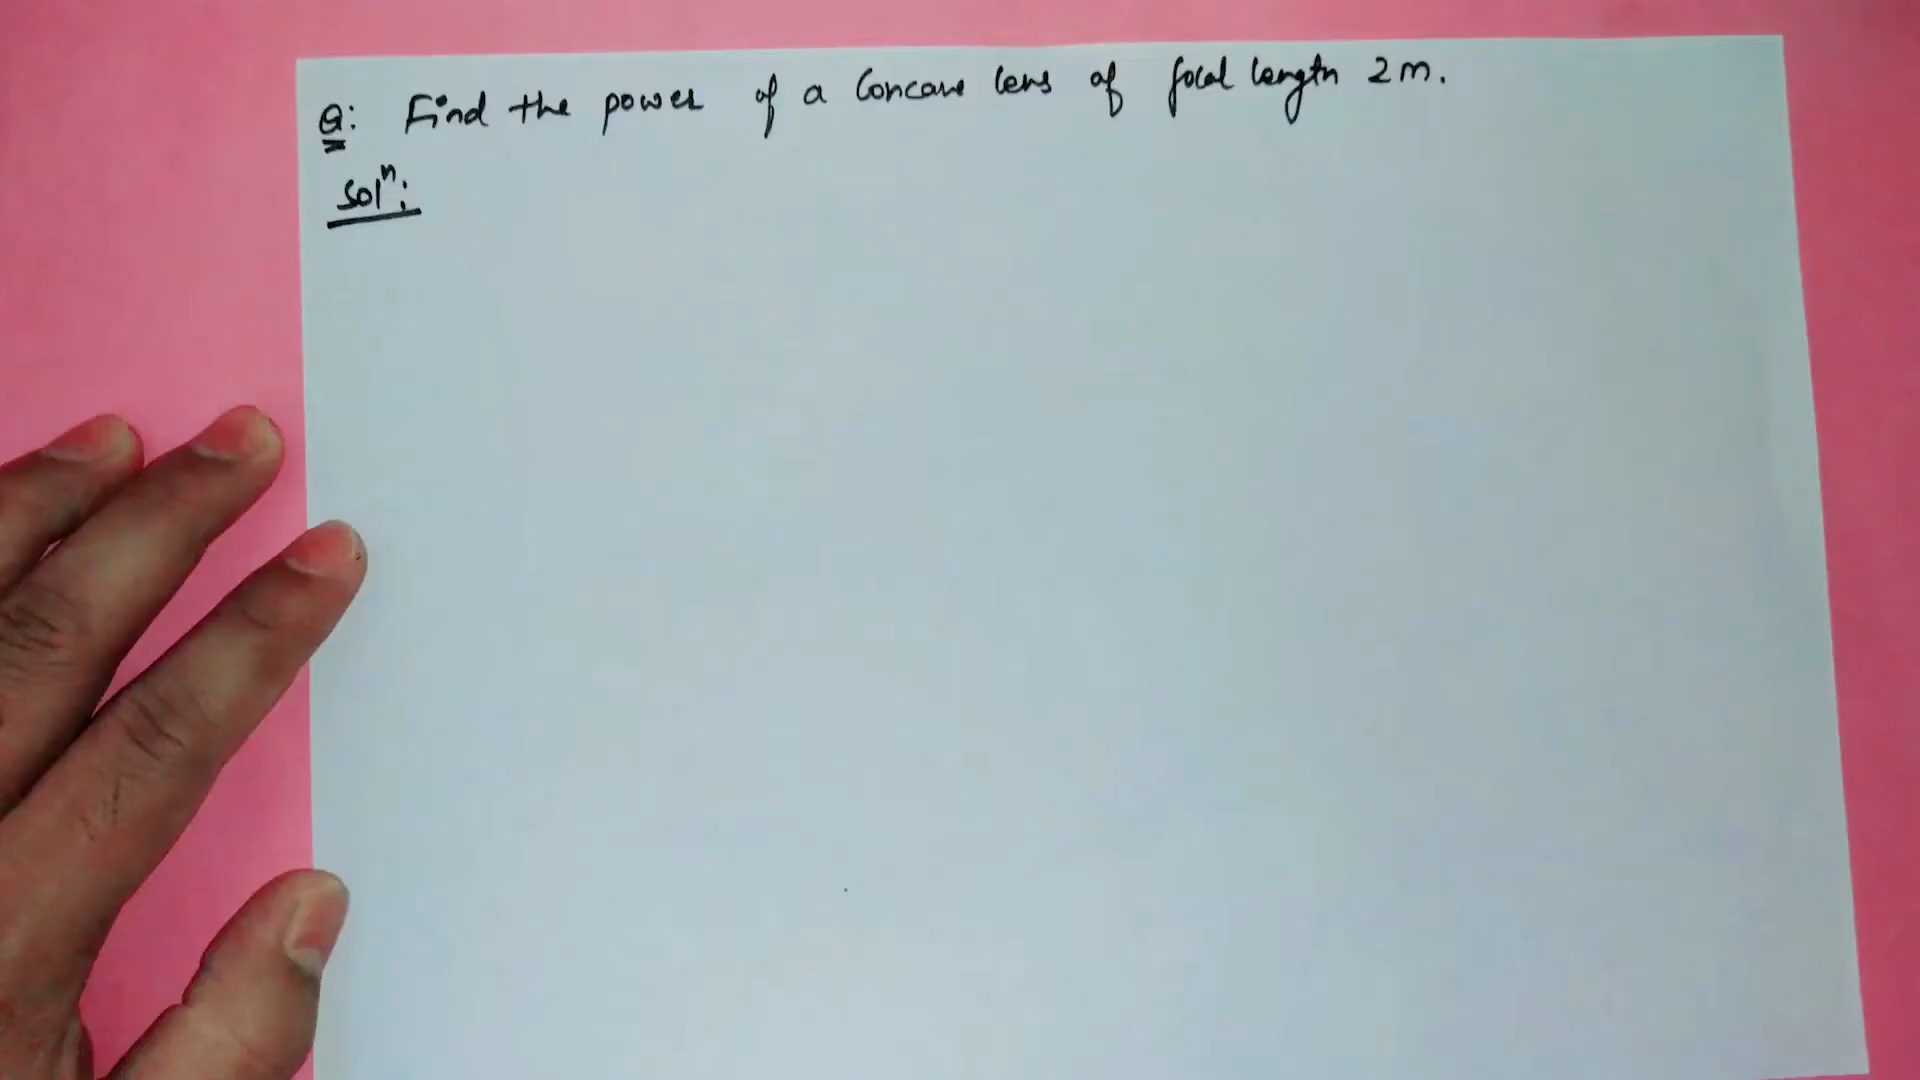 Q: Find the power of a Concave lens of focal length 2m.
Solⁿ: